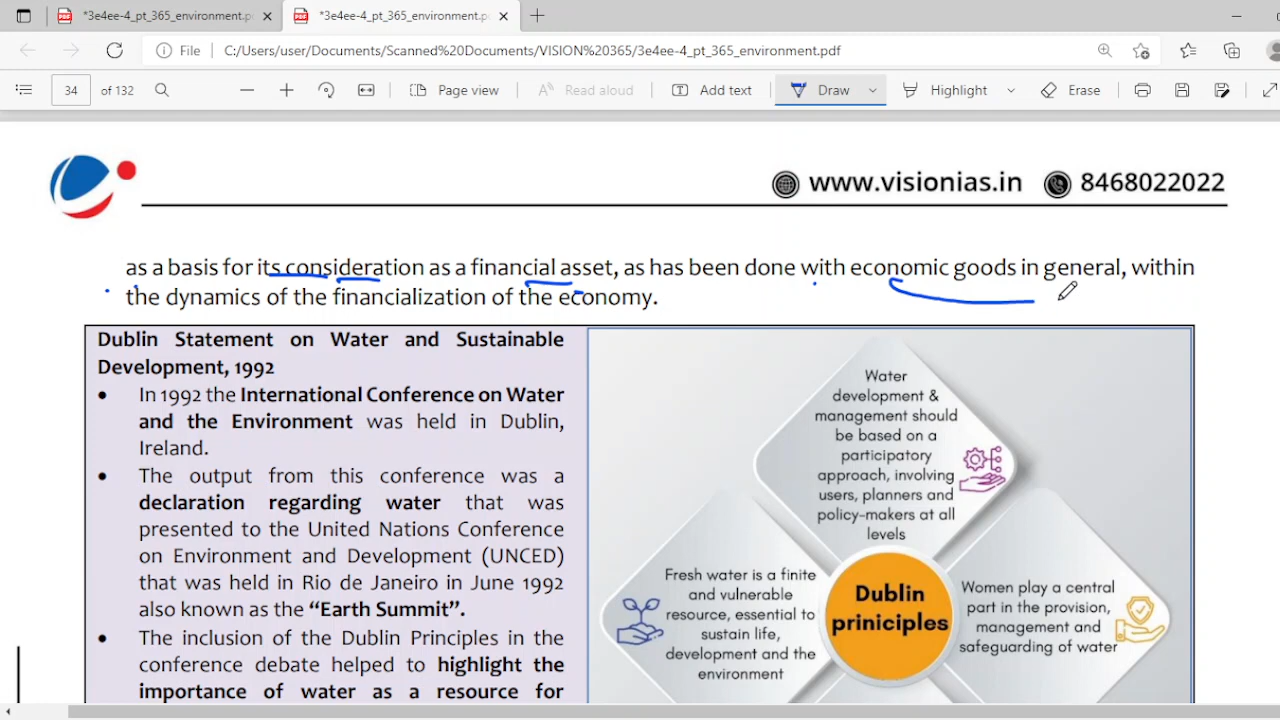 *3e4ee-4_pt_365_environment.p
*3e4ee-4_pt_365_environment.p
File
C:/Users/user/Documents/Scanned%20Documents/VISION%20365/3e4ee-4_pt_365_environment.pdf
34 of 132
Page view
Read aloud
Add text
Draw
Highlight
Erase
www.visionias.in
8468022022
as a basis for its consideration as a financial asset, as has been done with economic goods in general, within
the dynamics of the financialization of the economy.
Dublin Statement on Water and Sustainable
Development, 1992
• In 1992 the International Conference on Water
and the Environment was held in Dublin,
Ireland.
• The output from this conference was a
declaration regarding water that was
presented to the United Nations Conference
on Environment and Development (UNCED)
that was held in Rio de Janeiro in June 1992
also known as the “Earth Summit”.
• The inclusion of the Dublin Principles in the
conference debate helped to highlight the
importance of water as a resource for
Water
development &
management should
be based on a
participatory
approach, involving
users, planners and
policy-makers at all
levels
Fresh water is a finite
and vulnerable
resource, essential to
sustain life,
development and the
environment
Dublin
priniciples
Women play a central
part in the provision,
management and
safeguarding of water